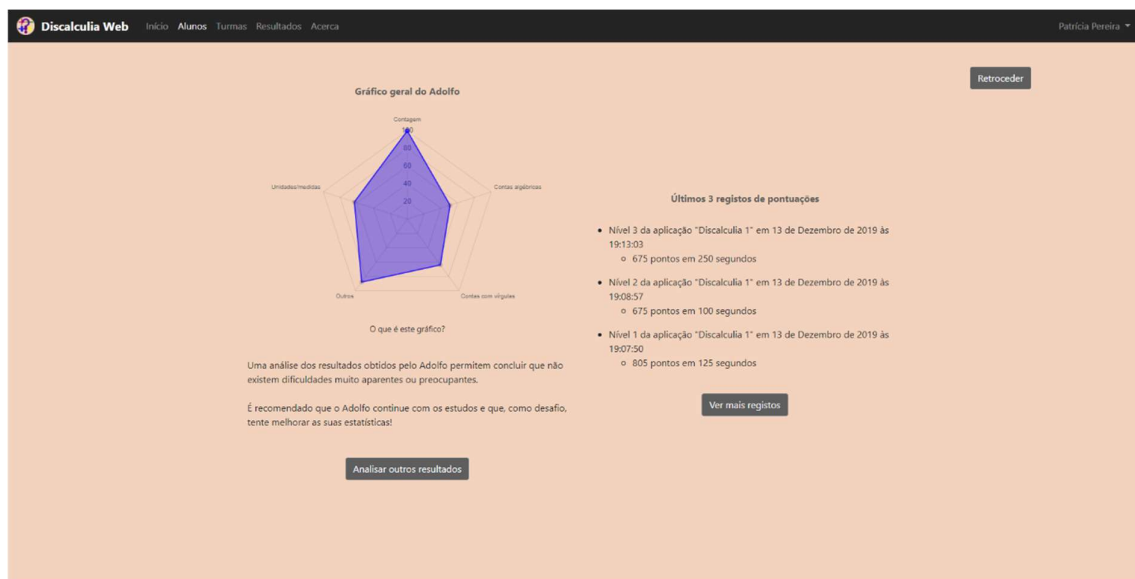 Discalculia Web Início Alunos Turmas Resultados Acerca Patrícia Pereira
Retroceder
Gráfico geral do Adolfo
Contagem
100
80
60
40
20
Unidades/medidas
Contas algébricas
Outros
Contas com vírgulas
O que é este gráfico?
Uma análise dos resultados obtidos pelo Adolfo permitem concluir que não
existem dificuldades muito aparentes ou preocupantes.
É recomendado que o Adolfo continue com os estudos e que, como desafio,
tente melhorar as suas estatísticas!
Analisar outros resultados
Últimos 3 registos de pontuações
Nível 3 da aplicação "Discalculia 1" em 13 de Dezembro de 2019 às
19:13:03
675 pontos em 250 segundos
Nível 2 da aplicação "Discalculia 1" em 13 de Dezembro de 2019 às
19:08:57
675 pontos em 100 segundos
Nível 1 da aplicação "Discalculia 1" em 13 de Dezembro de 2019 às
19:07:50
805 pontos em 125 segundos
Ver mais registos